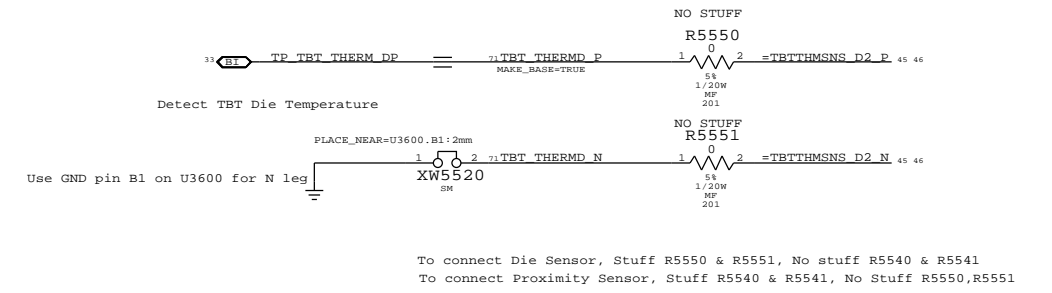 NO STUFF
R5550
0
33 BI TP_TBT_THERM_DP 71 TBT_THERMD_P 1 2 =TBTTHMSNS_D2_P 45 46
MAKE_BASE=TRUE
5%
1/20W
MF
201
Detect TBT Die Temperature
NO STUFF
R5551
PLACE_NEAR=U3600.B1:2mm
0
1 2 71 TBT_THERMD_N 1 2 =TBTTHMSNS_D2_N 45 46
XW5520
SM
Use GND pin B1 on U3600 for N leg
5%
1/20W
MF
201
To connect Die Sensor, Stuff R5550 & R5551, No stuff R5540 & R5541
To connect Proximity Sensor, Stuff R5540 & R5541, No Stuff R5550,R5551